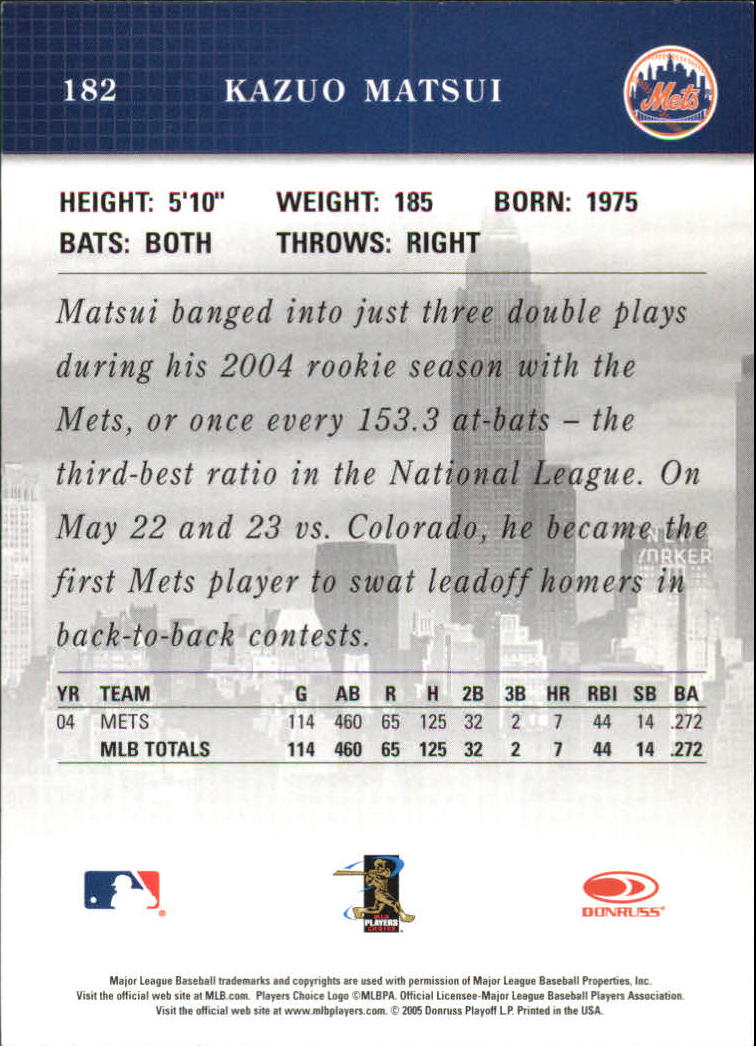 182 KAZUO MATSUI
Mets
HEIGHT: 5'10" WEIGHT: 185 BORN: 1975
BATS: BOTH THROWS: RIGHT
Matsui banged into just three double plays
during his 2004 rookie season with the
Mets, or once every 153.3 at-bats – the
third-best ratio in the National League. On
May 22 and 23 vs. Colorado, he became the
first Mets player to swat leadoff homers in
back-to-back contests.
YORKER
YR TEAM G AB R H 2B 3B HR RBI SB BA
04 METS 114 460 65 125 32 2 7 44 14 .272
MLB TOTALS 114 460 65 125 32 2 7 44 14 .272
MLB
PLAYERS
CHOICE
DONRUSS®
Major League Baseball trademarks and copyrights are used with permission of Major League Baseball Properties, Inc.
Visit the official web site at MLB.com. Players Choice Logo ©MLBPA. Official Licensee-Major League Baseball Players Association.
Visit the official web site at www.mlbplayers.com. © 2005 Donruss Playoff L.P. Printed in the USA.